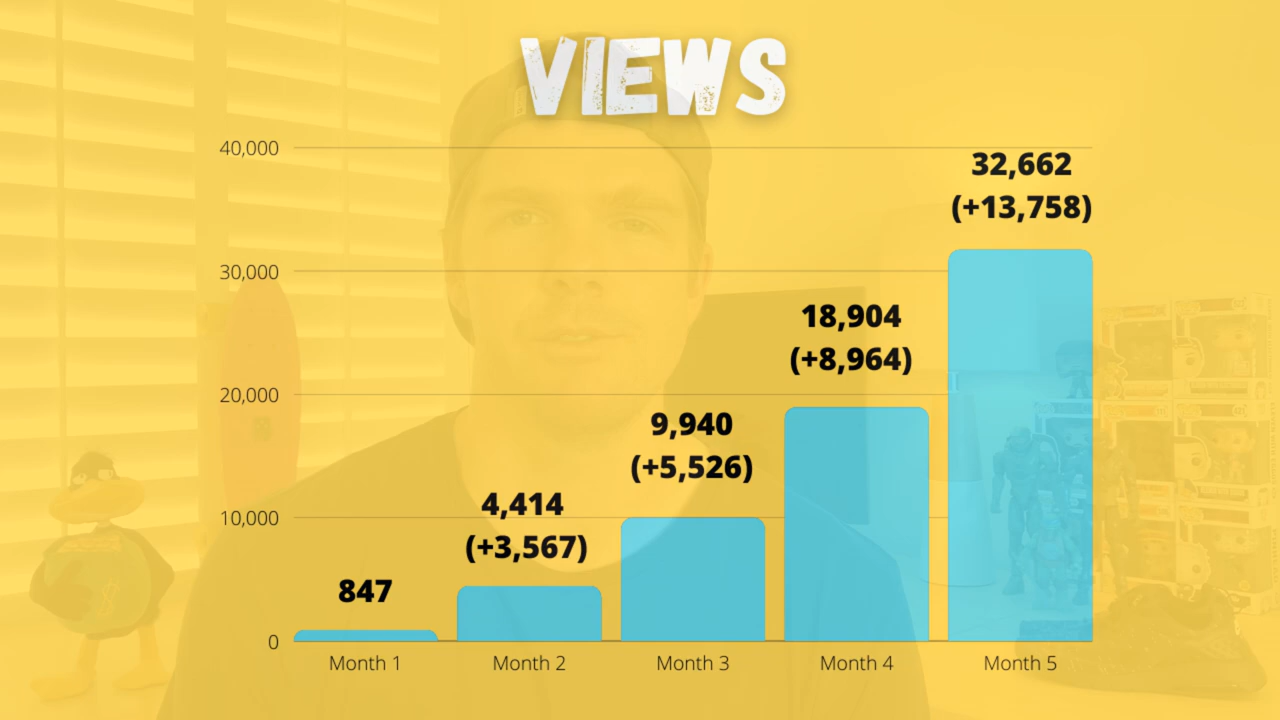 VIEWS
40,000
30,000
20,000
10,000
0
847
4,414
(+3,567)
9,940
(+5,526)
18,904
(+8,964)
32,662
(+13,758)
Month 1
Month 2
Month 3
Month 4
Month 5